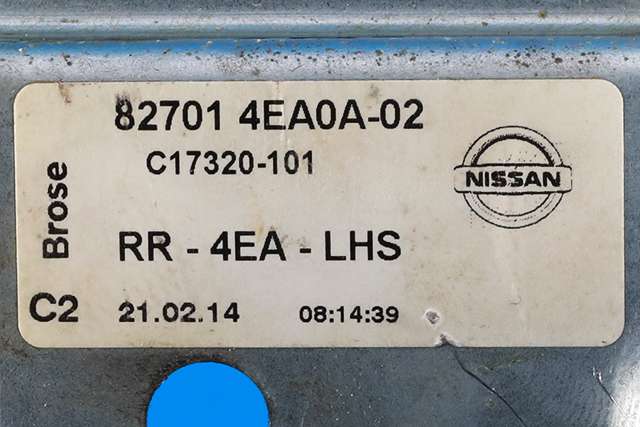 82701 4EA0A-02
C17320-101
NISSAN
Brose
RR - 4EA - LHS
C2 21.02.14 08:14:39